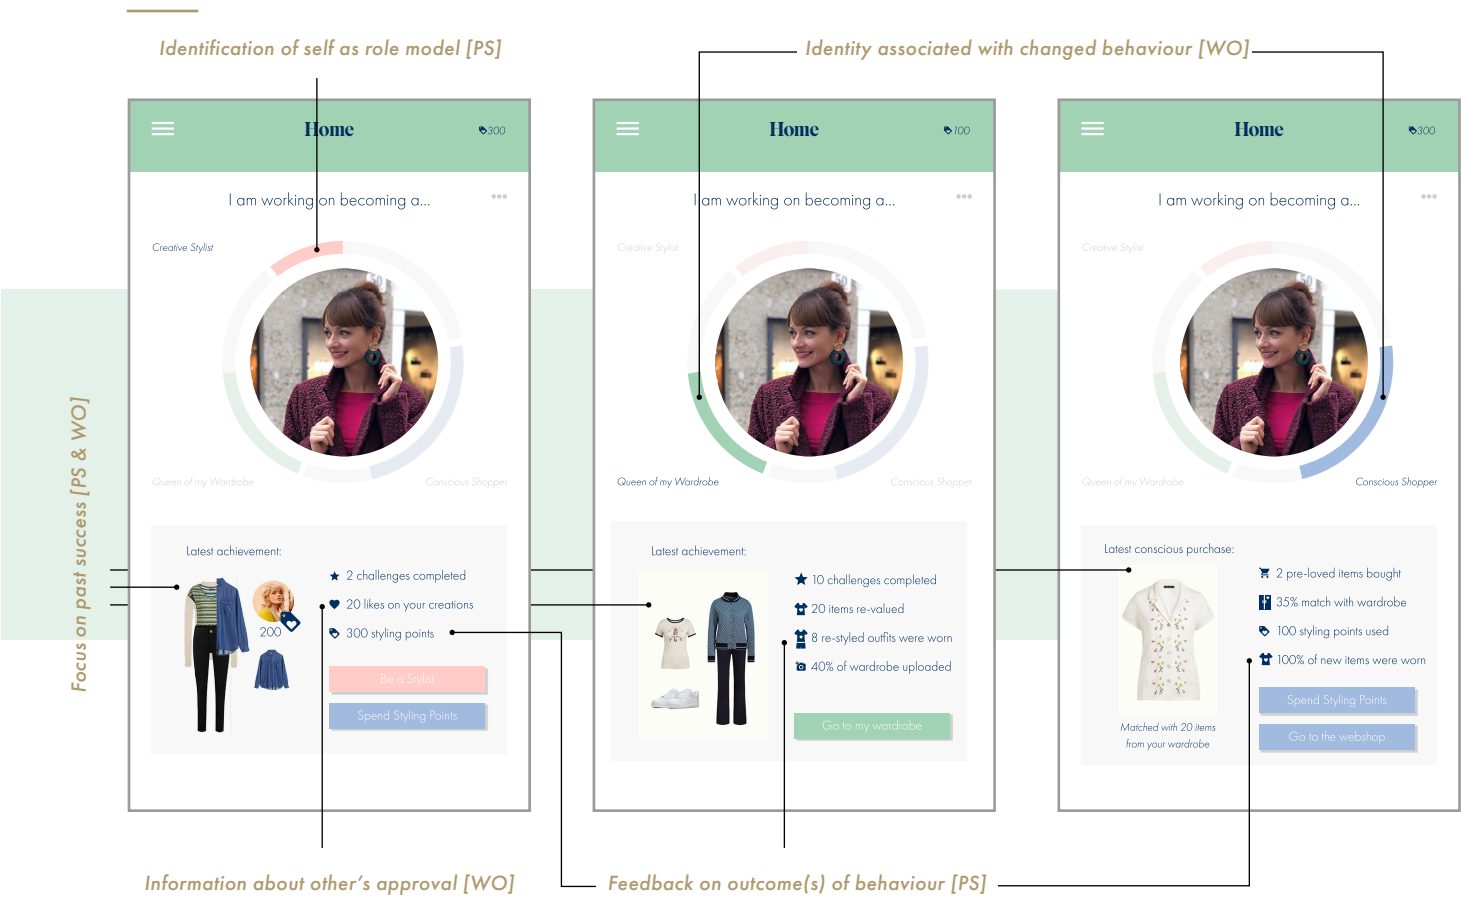 Identification of self as role model [PS]
Identity associated with changed behaviour [WO]
Focus on past success [PS & WO]
Home
300
I am working on becoming a...
Creative Stylist
50
Queen of my Wardrobe
Conscious Shopper
Latest achievement:
200
2 challenges completed
20 likes on your creations
300 styling points
Be a Stylist
Spend Styling Points
Home
100
I am working on becoming a...
Creative Stylist
50
Queen of my Wardrobe
Conscious Shopper
Latest achievement:
10 challenges completed
20 items re-valued
8 re-styled outfits were worn
40% of wardrobe uploaded
Go to my wardrobe
Home
300
I am working on becoming a...
Creative Stylist
50
Queen of my Wardrobe
Conscious Shopper
Latest conscious purchase:
Matched with 20 items
from your wardrobe
2 pre-loved items bought
35% match with wardrobe
100 styling points used
100% of new items were worn
Spend Styling Points
Go to the webshop
Information about other's approval [WO]
Feedback on outcome(s) of behaviour [PS]